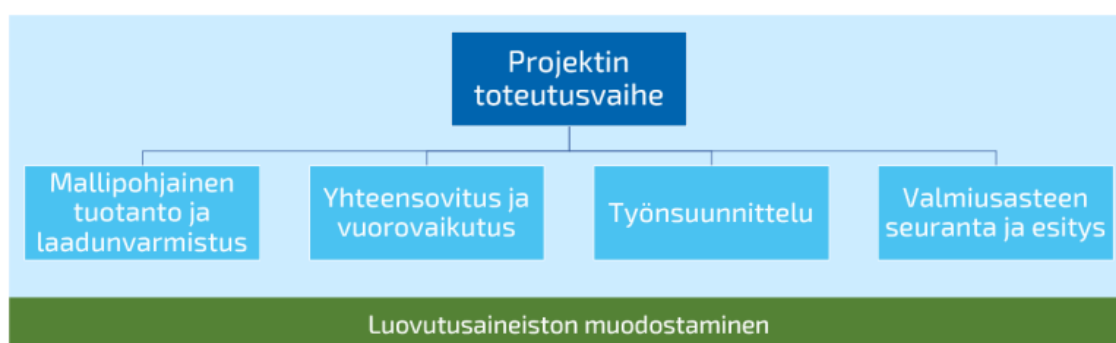 Projektin
toteutusvaihe
Mallipohjainen
tuotanto ja
laadunvarmistus
Yhteensovitus ja
vuorovaikutus
Työnsuunnittelu
Valmiusasteen
seuranta ja esitys
Luovutusaineiston muodostaminen